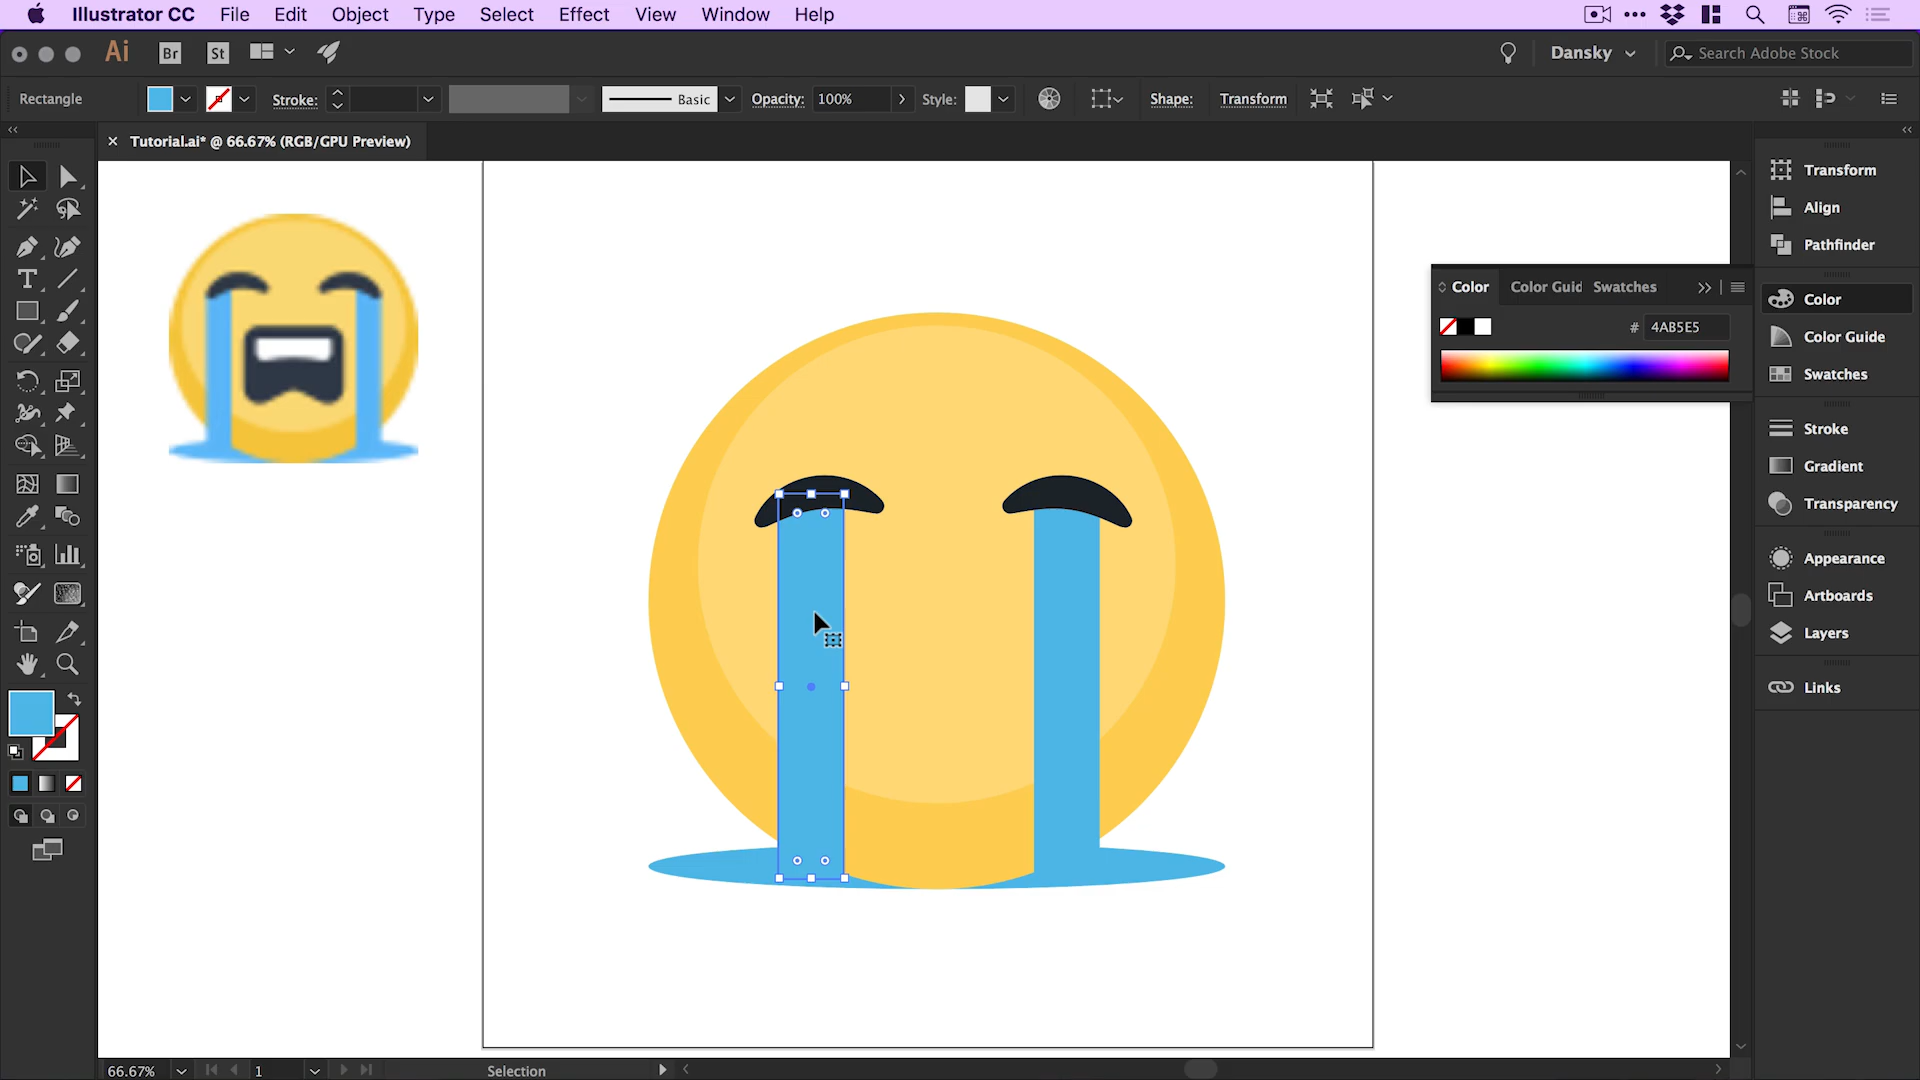 Illustrator CC File Edit Object Type Select Effect View Window Help
Ai Br St Dansky Search Adobe Stock
Rectangle Stroke: Basic Opacity: 100% Style: Shape: Transform
× Tutorial.ai* @ 66.67% (RGB/GPU Preview)
Transform
Align
Pathfinder
Color Color Guid Swatches
# 4AB5E5
Color
Color Guide
Swatches
Stroke
Gradient
Transparency
Appearance
Artboards
Layers
Links
66.67% 1 Selection